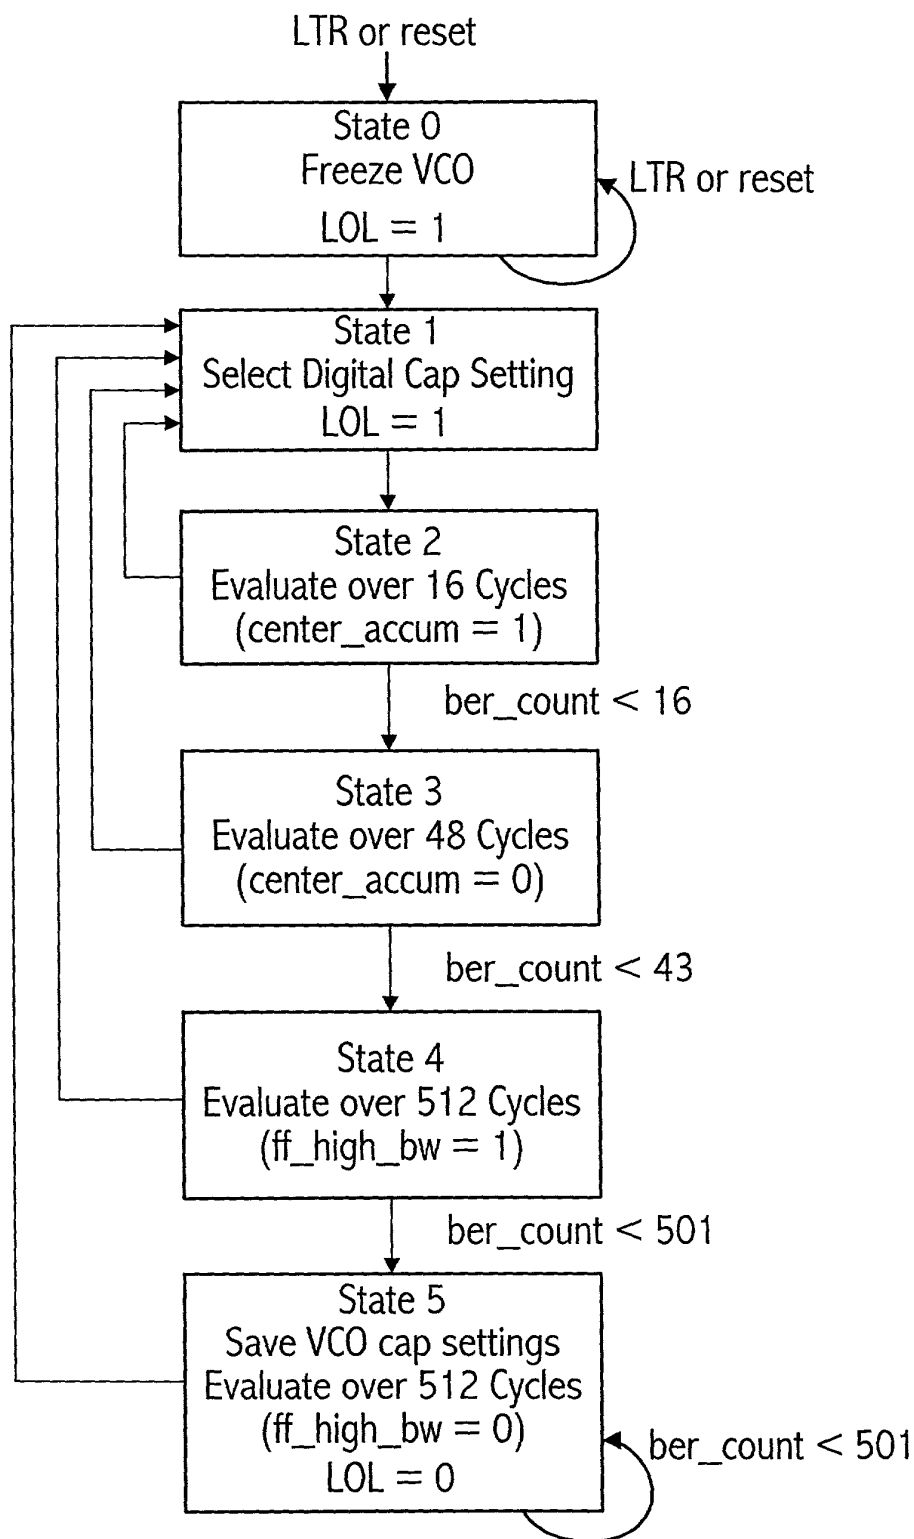 LTR or reset
State 0
Freeze VCO
LOL = 1
LTR or reset
State 1
Select Digital Cap Setting
LOL = 1
State 2
Evaluate over 16 Cycles
(center_accum = 1)
ber_count < 16
State 3
Evaluate over 48 Cycles
(center_accum = 0)
ber_count < 43
State 4
Evaluate over 512 Cycles
(ff_high_bw = 1)
ber_count < 501
State 5
Save VCO cap settings
Evaluate over 512 Cycles
(ff_high_bw = 0)
LOL = 0
ber_count < 501